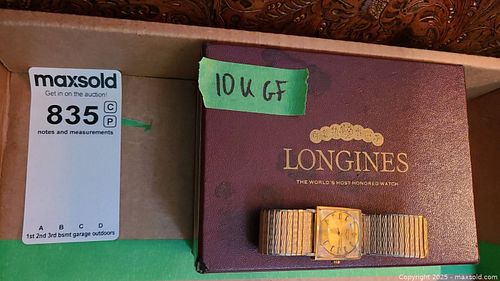 maxsold
Get in on the auction!
835
C
P
notes and measurements
A B C D
1st 2nd 3rd bsmt garage outdoors
10K GF
LONGINES
THE WORLD'S MOST HONORED WATCH
Copyright © 2025 - maxsold.com